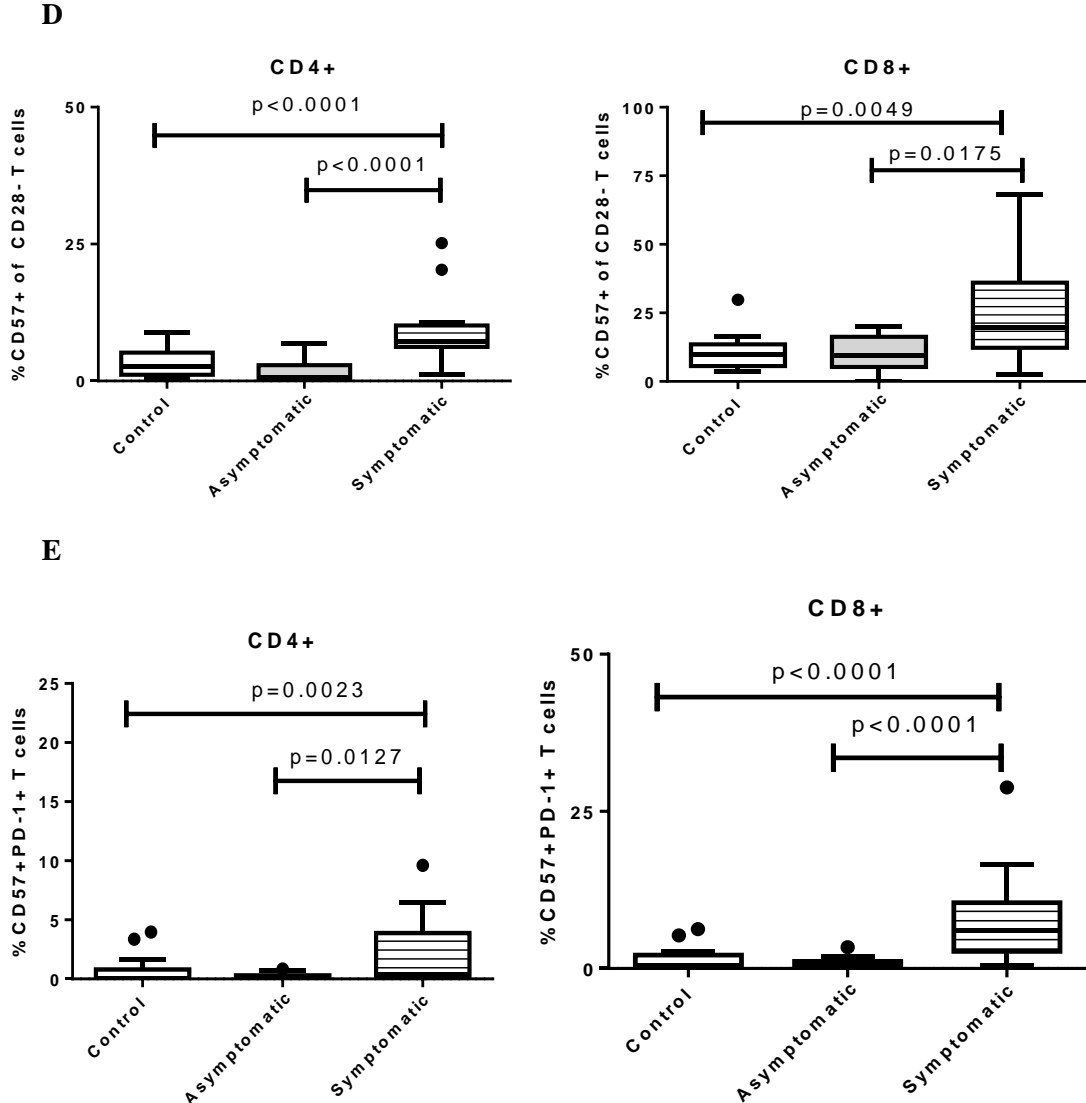 D
CD4+
%CD57+ of CD28- T cells
50
25
0
p<0.0001
p<0.0001
Control
Asymptomatic
Symptomatic
CD8+
%CD57+ of CD28- T cells
100
75
50
25
0
p=0.0049
p=0.0175
Control
Asymptomatic
Symptomatic
E
CD4+
%CD57+PD-1+ T cells
25
20
15
10
5
0
p=0.0023
p=0.0127
Control
Asymptomatic
Symptomatic
CD8+
%CD57+PD-1+ T cells
50
25
0
p<0.0001
p<0.0001
Control
Asymptomatic
Symptomatic